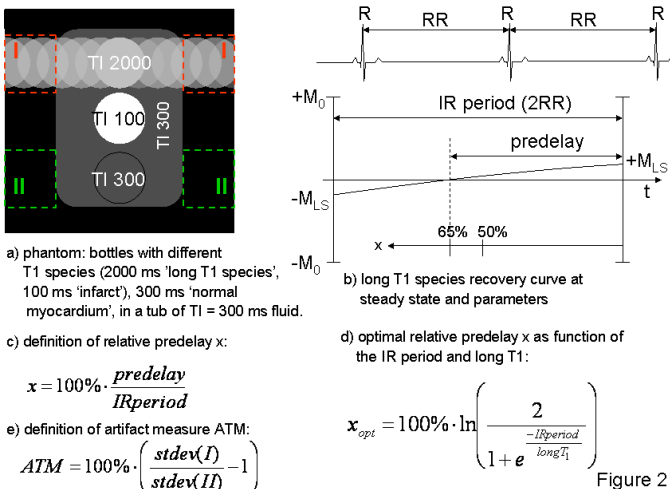 I
I
TI 2000
TI 100
TI 300
TI 300
II
II
a) phantom: bottles with different
T1 species (2000 ms 'long T1 species',
100 ms 'infarct'), 300 ms 'normal
myocardium', in a tub of TI = 300 ms fluid.
c) definition of relative predelay x:
x = 100% · predelay / IRperiod
e) definition of artifact measure ATM:
ATM = 100% · ( stdev(I) / stdev(II) − 1 )
R RR R RR R
+M₀
IR period (2RR)
predelay
+M_LS
t
-M_LS
65% 50%
x
-M₀
b) long T1 species recovery curve at
steady state and parameters
d) optimal relative predelay x as function of
the IR period and long T1:
x_opt = 100% · ln( 2 / ( 1 + e^(-IRperiod / longT₁) ) )
Figure 2